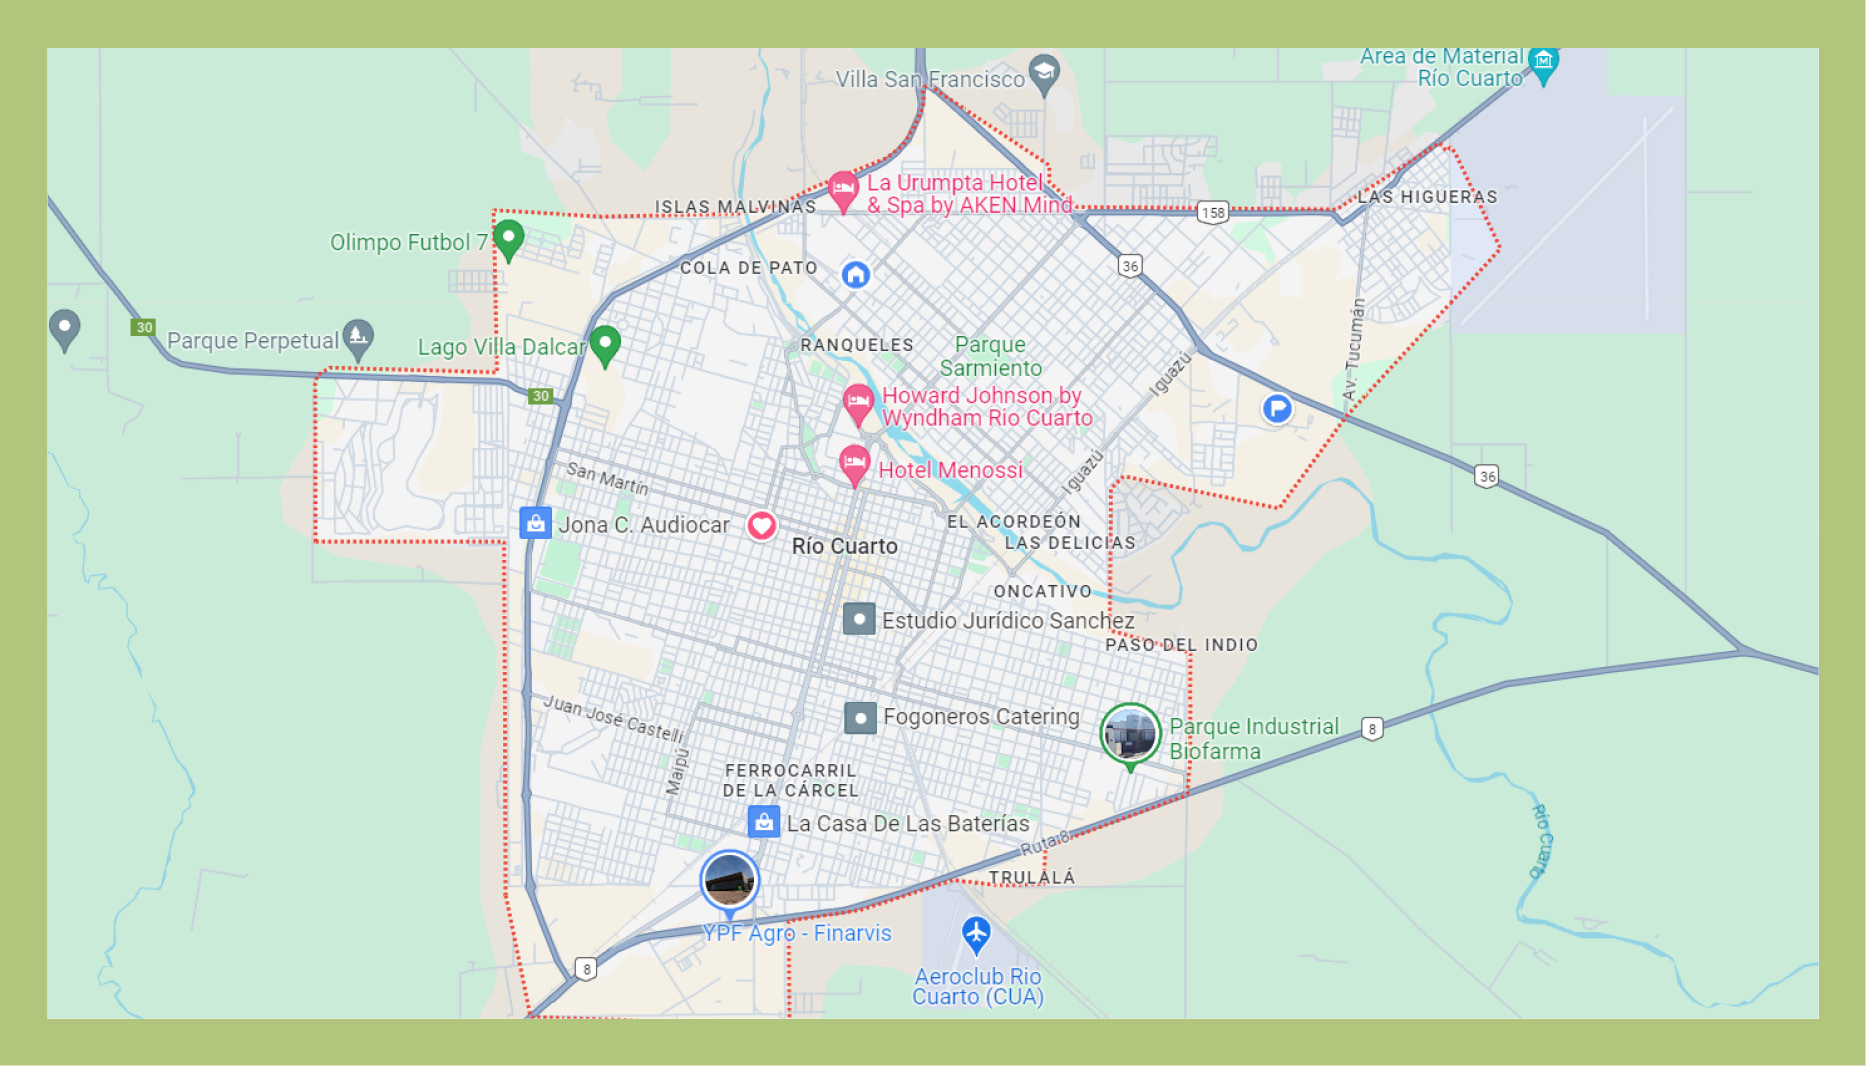 Area de Material
Río Cuarto
Villa San Francisco
La Urumpta Hotel
& Spa by AKEN Mind
LAS HIGUERAS
ISLAS MALVINAS
158
Olimpo Futbol 7
COLA DE PATO
36
30
Parque Perpetual
Lago Villa Dalcar
RANQUELES
Parque
Sarmiento
Av. Tucumán
Iguazú
30
Howard Johnson by
Wyndham Rio Cuarto
San Martín
Hotel Menossi
Iguazú
36
Jona C. Audiocar
EL ACORDEÓN
Río Cuarto
LAS DELICIAS
ONCATIVO
Estudio Jurídico Sanchez
PASO DEL INDIO
Juan José Castelli
Fogoneros Catering
Parque Industrial
Biofarma
8
Maipú
FERROCARRIL
DE LA CÁRCEL
La Casa De Las Baterías
Ruta 8
Río Cuarto
TRULALÁ
YPF Agro - Finarvis
8
Aeroclub Rio
Cuarto (CUA)